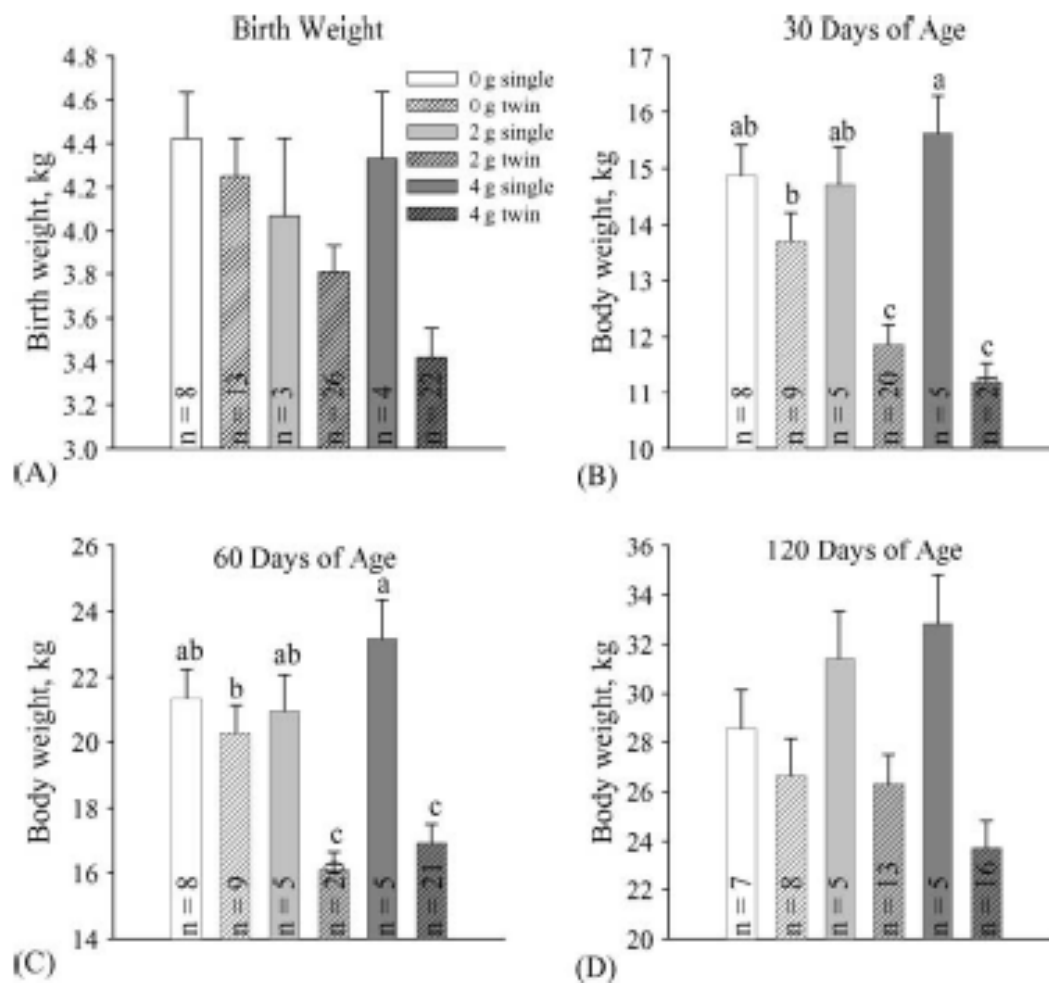 Birth Weight
4.8
4.6
4.4
4.2
4.0
3.8
3.6
3.4
3.2
3.0
Birth weight, kg
0 g single
0 g twin
2 g single
2 g twin
4 g single
4 g twin
n = 8
n = 13
n = 3
n = 26
n = 4
n = 22
(A)
30 Days of Age
17
16
15
14
13
12
11
10
Body weight, kg
ab
b
ab
c
a
c
n = 8
n = 9
n = 5
n = 20
n = 5
(B)
60 Days of Age
26
24
22
20
18
16
14
Body weight, kg
ab
b
ab
c
a
c
n = 8
n = 9
n = 5
n = 20
n = 5
n = 21
(C)
120 Days of Age
36
34
32
30
28
26
24
22
20
Body weight, kg
n = 7
n = 8
n = 5
n = 13
n = 5
n = 16
(D)